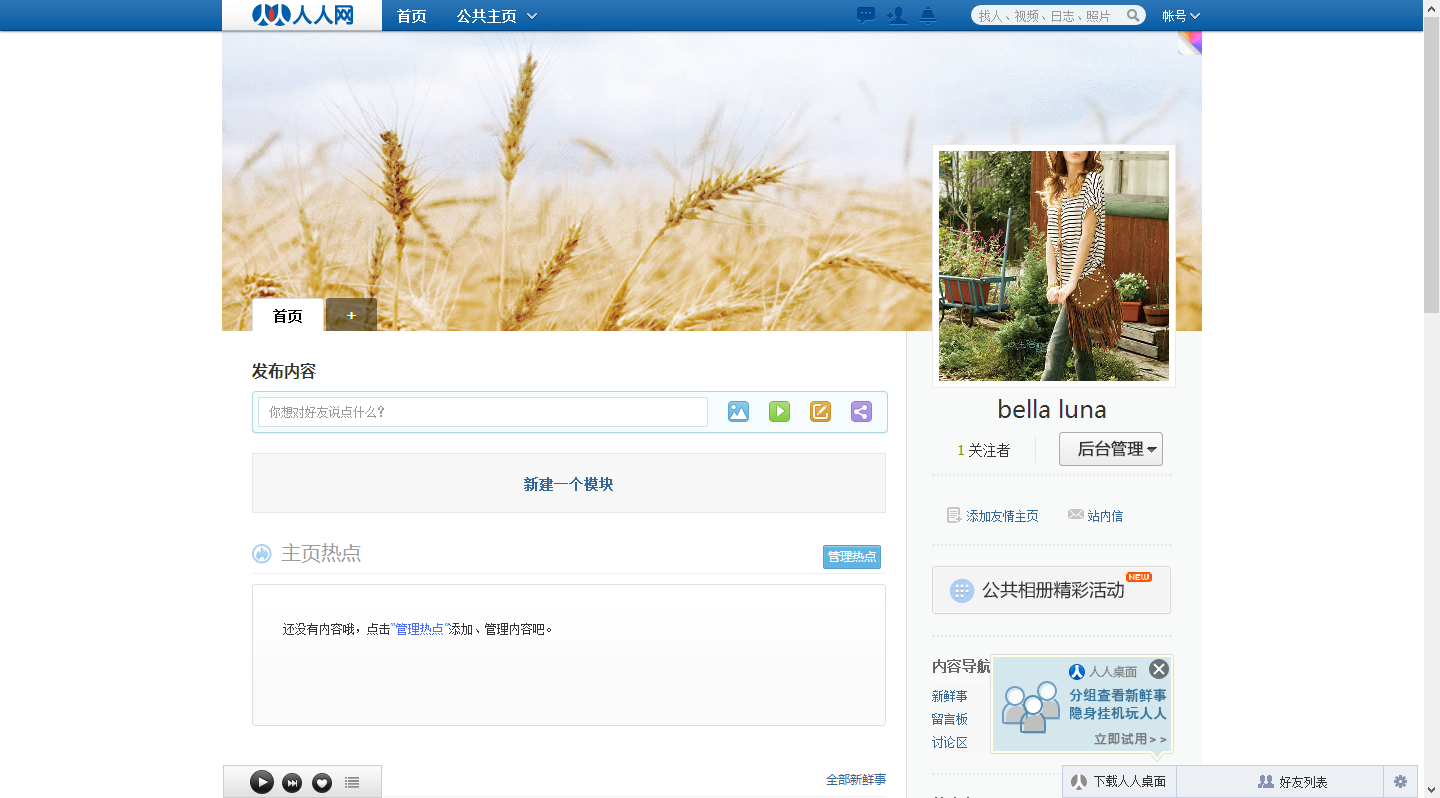 人人网
首页
公共主页
找人、视频、日志、照片
帐号
首页
+
发布内容
你想对好友说点什么?
新建一个模块
主页热点
管理热点
还没有内容哦，点击"管理热点"添加、管理内容吧。
全部新鲜事
bella luna
1 关注者
后台管理
添加友情主页
站内信
公共相册精彩活动
NEW
内容导航
新鲜事
留言板
讨论区
人人桌面
分组查看新鲜事
隐身挂机玩人人
立即试用>>
下载人人桌面
好友列表